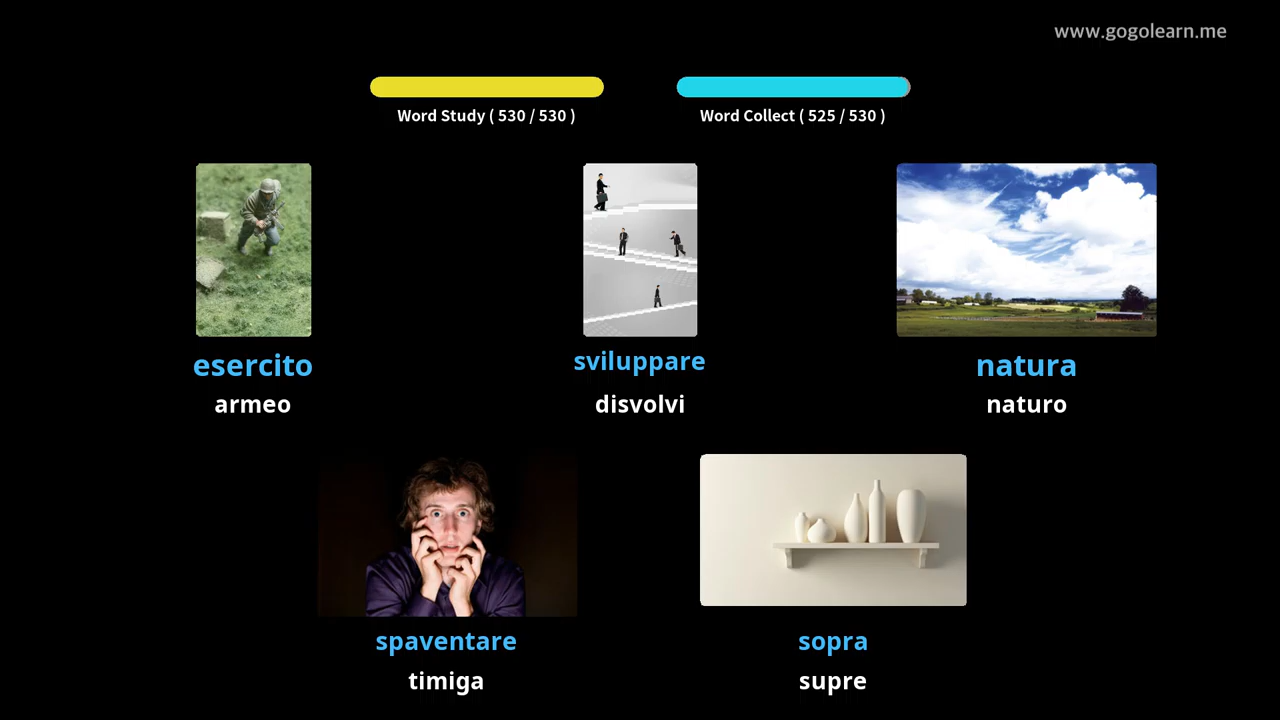 www.gogolearn.me
Word Study ( 530 / 530 )
Word Collect ( 525 / 530 )
esercito
armeo
sviluppare
disvolvi
natura
naturo
spaventare
timiga
sopra
supre